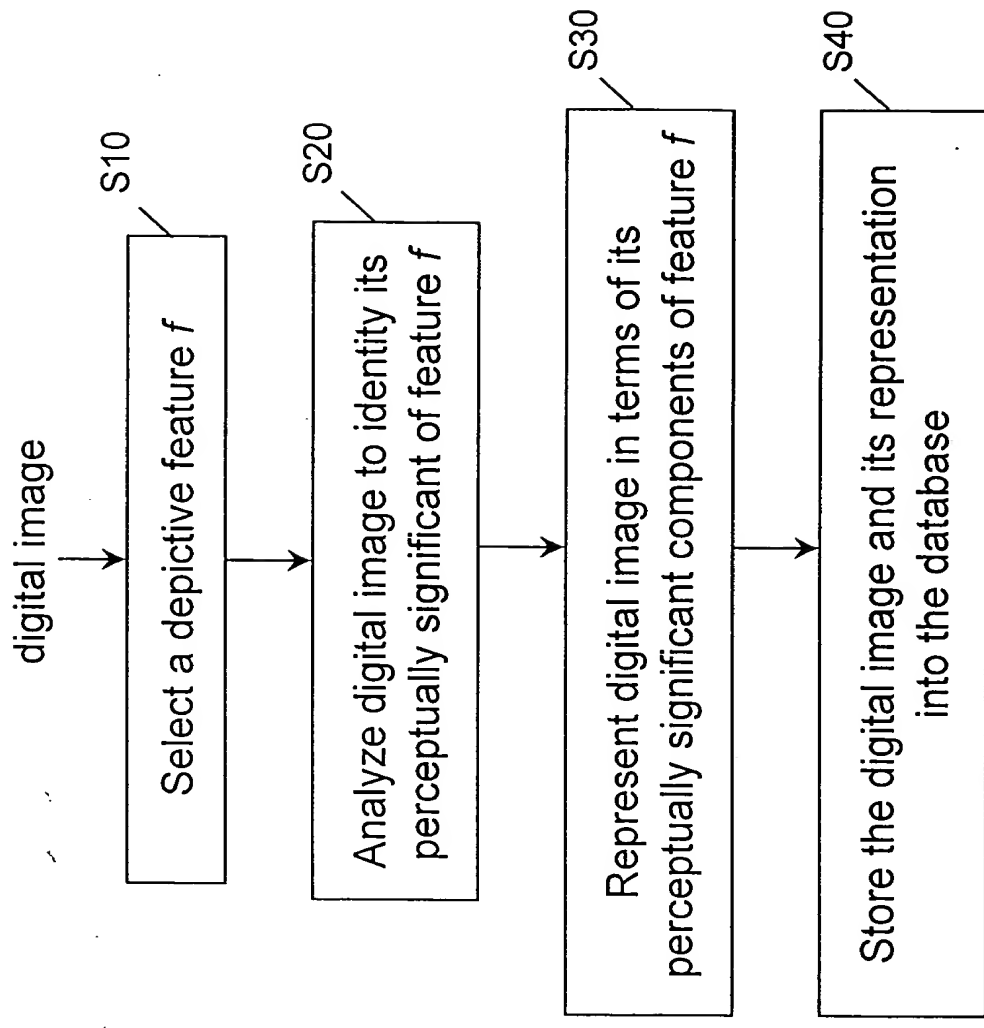 digital image
S10
Select a depictive feature f
S20
Analyze digital image to identity its
perceptually significant of feature f
S30
Represent digital image in terms of its
perceptually significant components of feature f
S40
Store the digital image and its representation
into the database